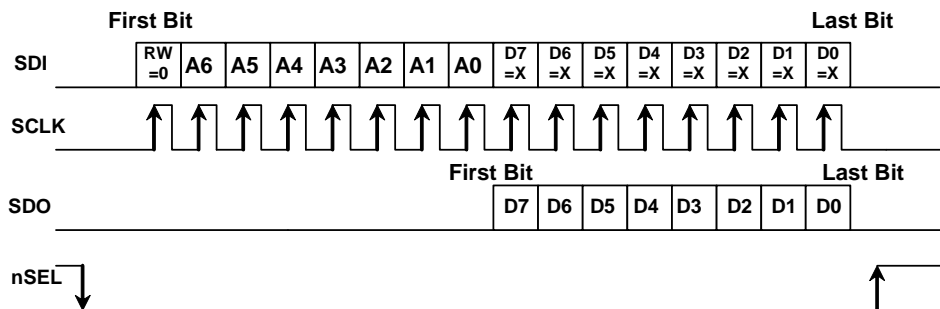 First Bit Last Bit
SDI RW =0 A6 A5 A4 A3 A2 A1 A0 D7 =X D6 =X D5 =X D4 =X D3 =X D2 =X D1 =X D0 =X
SCLK
First Bit Last Bit
SDO D7 D6 D5 D4 D3 D2 D1 D0
nSEL